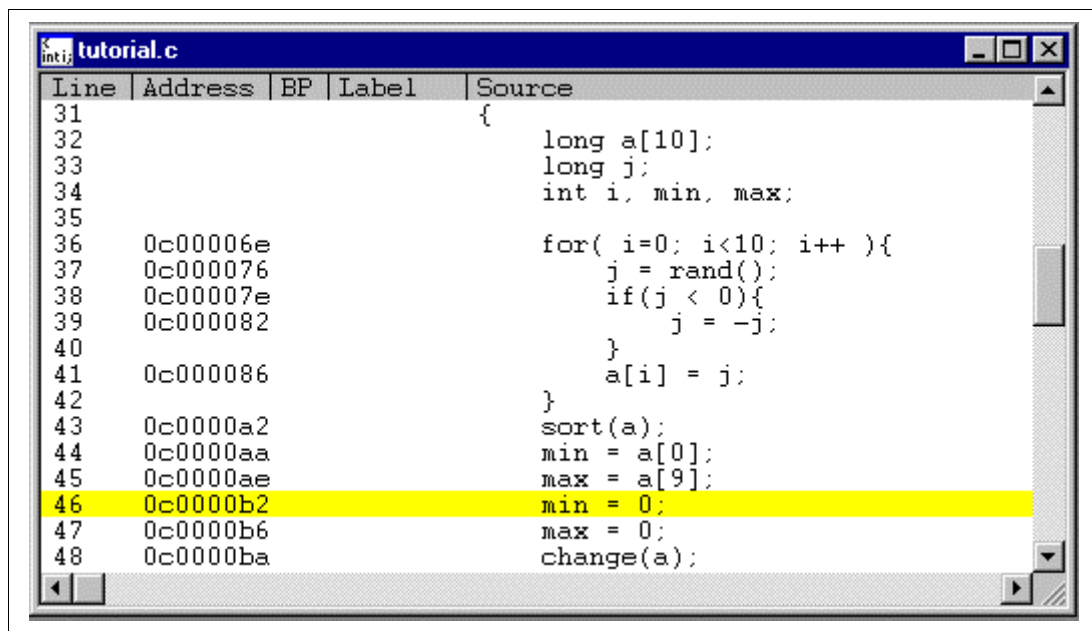 tutorial.c
Line Address BP Label Source
31 {
32 long a[10];
33 long j;
34 int i, min, max;
35
36 0c00006e for( i=0; i<10; i++ ){
37 0c000076 j = rand();
38 0c00007e if(j < 0){
39 0c000082 j = -j;
40 }
41 0c000086 a[i] = j;
42 }
43 0c0000a2 sort(a);
44 0c0000aa min = a[0];
45 0c0000ae max = a[9];
46 0c0000b2 min = 0;
47 0c0000b6 max = 0;
48 0c0000ba change(a);